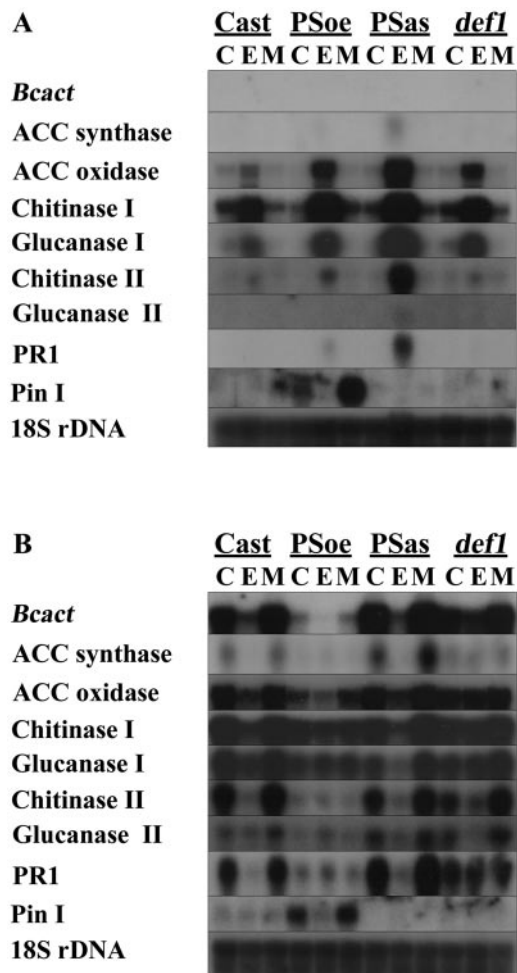 A
Cast PSoe PSas def1
C E M C E M C E M C E M
Bcact
ACC synthase
ACC oxidase
Chitinase I
Glucanase I
Chitinase II
Glucanase II
PR1
Pin I
18S rDNA
B
Cast PSoe PSas def1
C E M C E M C E M C E M
Bcact
ACC synthase
ACC oxidase
Chitinase I
Glucanase I
Chitinase II
Glucanase II
PR1
Pin I
18S rDNA